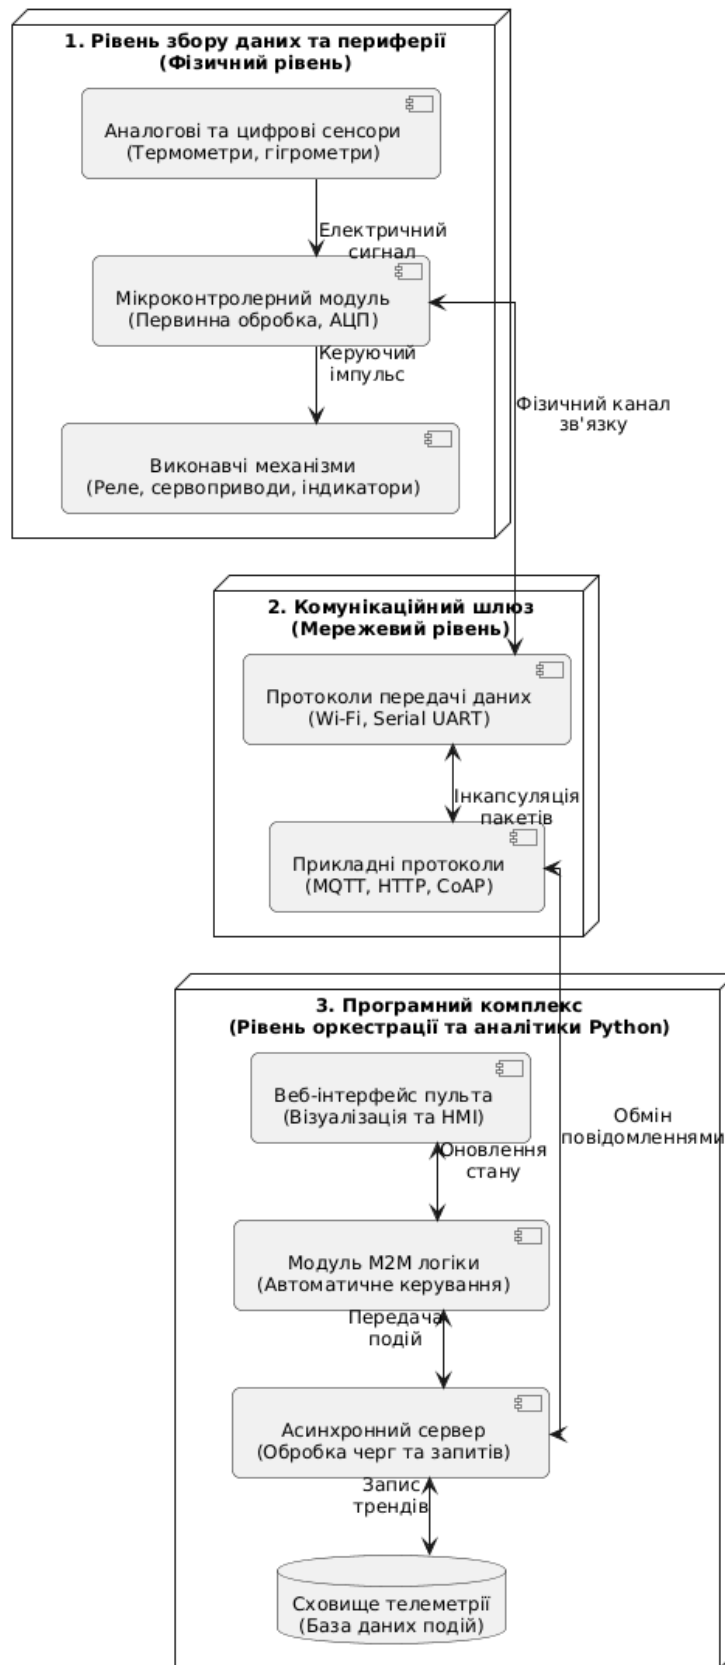 1. Рівень збору даних та периферії
(Фізичний рівень)
Аналогові та цифрові сенсори
(Термометри, гігрометри)
Електричний
сигнал
Мікроконтролерний модуль
(Первинна обробка, АЦП)
Керуючий
імпульс
Фізичний канал
зв'язку
Виконавчі механізми
(Реле, сервоприводи, індикатори)
2. Комунікаційний шлюз
(Мережевий рівень)
Протоколи передачі даних
(Wi-Fi, Serial UART)
Інкапсуляція
пакетів
Прикладні протоколи
(MQTT, HTTP, CoAP)
3. Програмний комплекс
(Рівень оркестрації та аналітики Python)
Веб-інтерфейс пульта
(Візуалізація та HMI)
Обмін
повідомленнями
Оновлення
стану
Модуль M2M логіки
(Автоматичне керування)
Передача
подій
Асинхронний сервер
(Обробка черг та запитів)
Запис
трендів
Сховище телеметрії
(База даних подій)